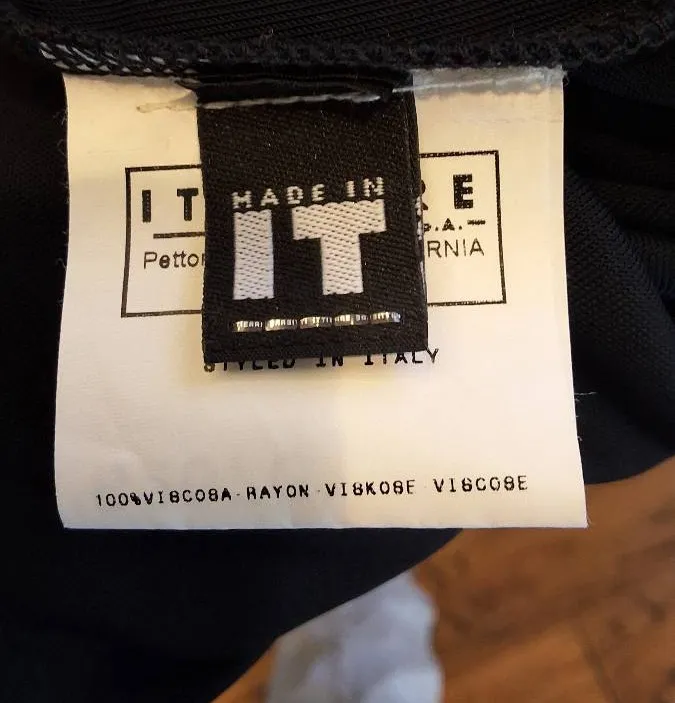 MADE IN
IT
IT RE
S.A.
Petto RNIA
STYLED IN ITALY
100%VISCOSA-RAYON-VISKOSE-VISCOSE